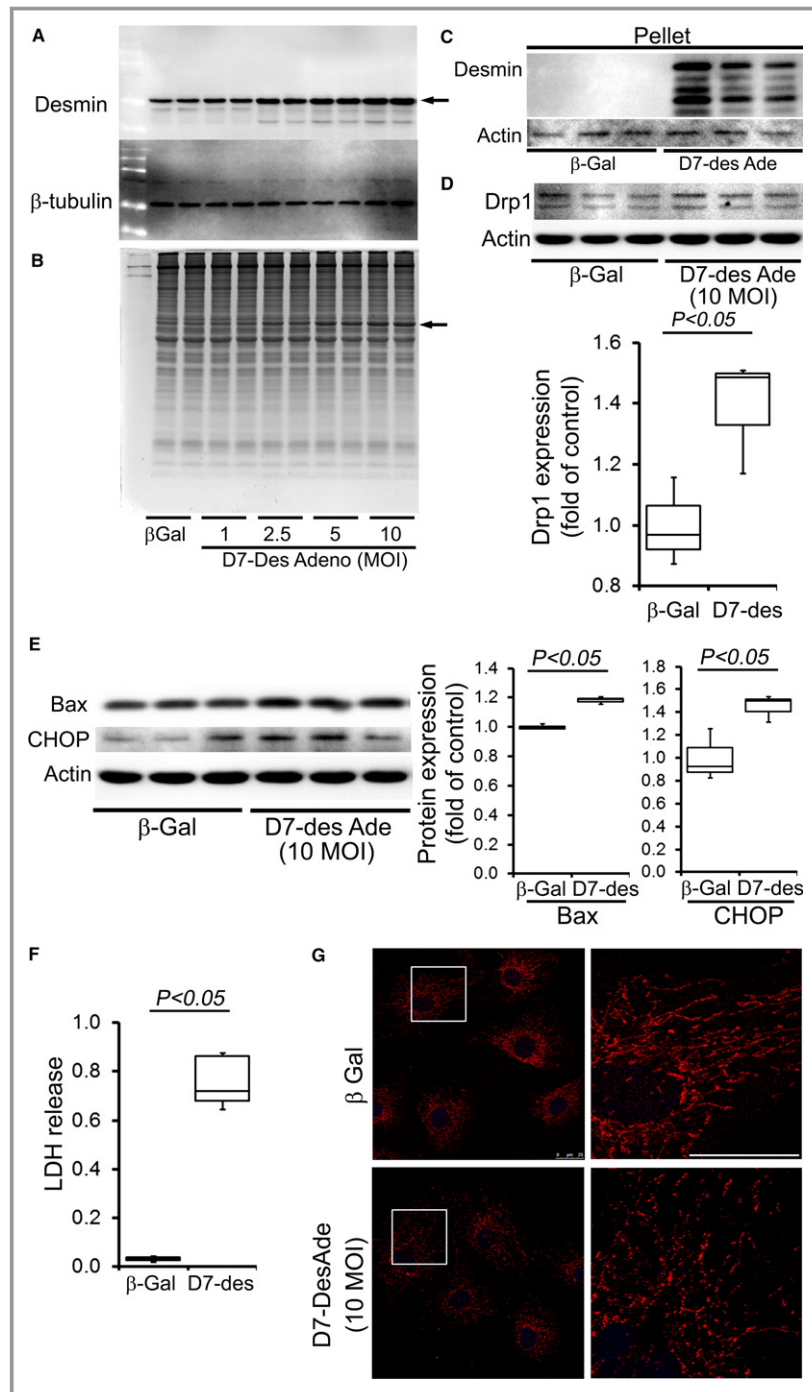 A
Desmin
β-tubulin
B
βGal 1 2.5 5 10
D7-Des Adeno (MOI)
C
Pellet
Desmin
Actin
β-Gal D7-des Ade
D
Drp1
Actin
β-Gal D7-des Ade
(10 MOI)
P<0.05
Drp1 expression
(fold of control)
1.6
1.4
1.2
1.0
0.8
β-Gal D7-des
E
Bax
CHOP
Actin
β-Gal D7-des Ade
(10 MOI)
Protein expression
(fold of control)
P<0.05
1.4
1.2
1.0
0.8
0.6
0.4
0.2
0.0
β-Gal D7-des
Bax
P<0.05
1.8
1.6
1.4
1.2
1.0
0.8
0.6
0.4
0.2
0.0
β-Gal D7-des
CHOP
F
P<0.05
LDH release
1.0
0.8
0.6
0.4
0.2
0.0
β-Gal D7-des
G
β Gal
0 µm 25
D7-DesAde
(10 MOI)